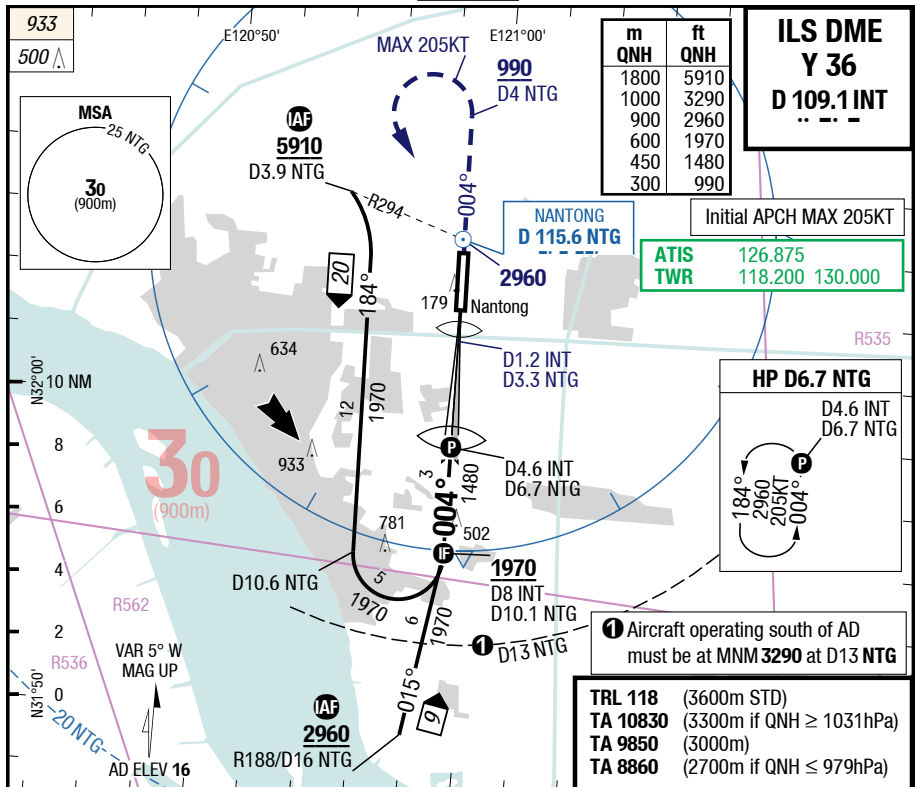 933
500
MSA
25 NTG
30
(900m)
E120°50'
E121°00'
MAX 205KT
990
D4 NTG
IAF
5910
D3.9 NTG
R294
004°
m ft
QNH QNH
1800 5910
1000 3290
900 2960
600 1970
450 1480
300 990
ILS DME
Y 36
D 109.1 INT
Initial APCH MAX 205KT
ATIS 126.875
TWR 118.200 130.000
NANTONG
D 115.6 NTG
2960
20
184°
179
Nantong
R535
D1.2 INT
D3.3 NTG
634
N32°00'
10 NM
8
6
4
2
0
N31°50'
12
1970
933
30
(900m)
P
D4.6 INT
D6.7 NTG
3
004°
1480
502
781
IF
1970
D8 INT
D10.1 NTG
D10.6 NTG
5
1970
6
1970
1
D13 NTG
HP D6.7 NTG
D4.6 INT
D6.7 NTG
P
184°
2960
205KT
004°
R562
R536
VAR 5° W
MAG UP
20 NTG
AD ELEV 16
015°
9
IAF
2960
R188/D16 NTG
1 Aircraft operating south of AD
must be at MNM 3290 at D13 NTG
TRL 118 (3600m STD)
TA 10830 (3300m if QNH ≥ 1031hPa)
TA 9850 (3000m)
TA 8860 (2700m if QNH ≤ 979hPa)